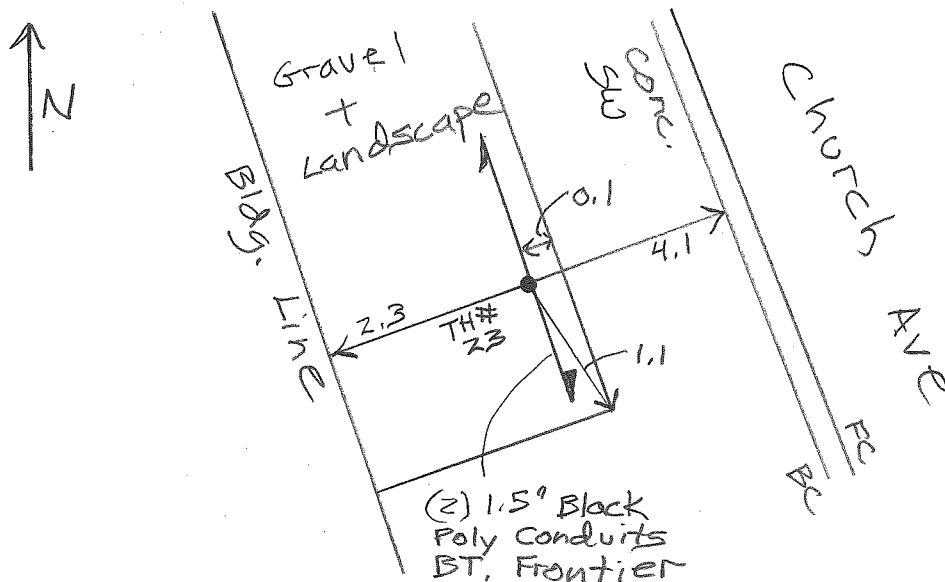 N
Gravel
+
Landscape
Conc.
SW
Church Ave
Bldg. Line
0.1
4.1
2.3
TH#
23
1.1
BC
FC
(2) 1.5" Black
Poly Conduits
BT, Frontier